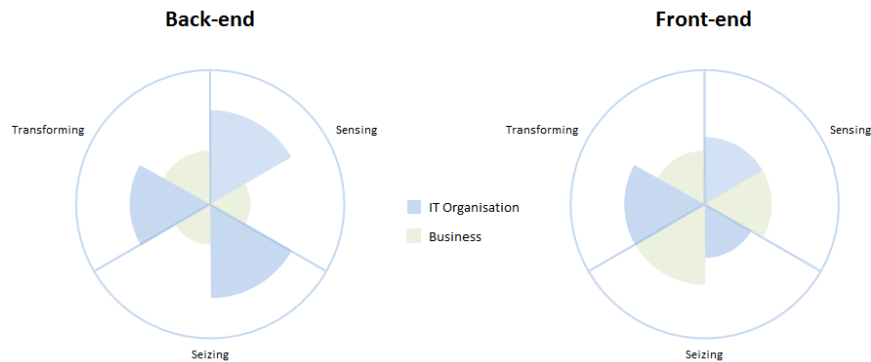 Back-end
Front-end
Transforming
Sensing
Transforming
Sensing
IT Organisation
Business
Seizing
Seizing